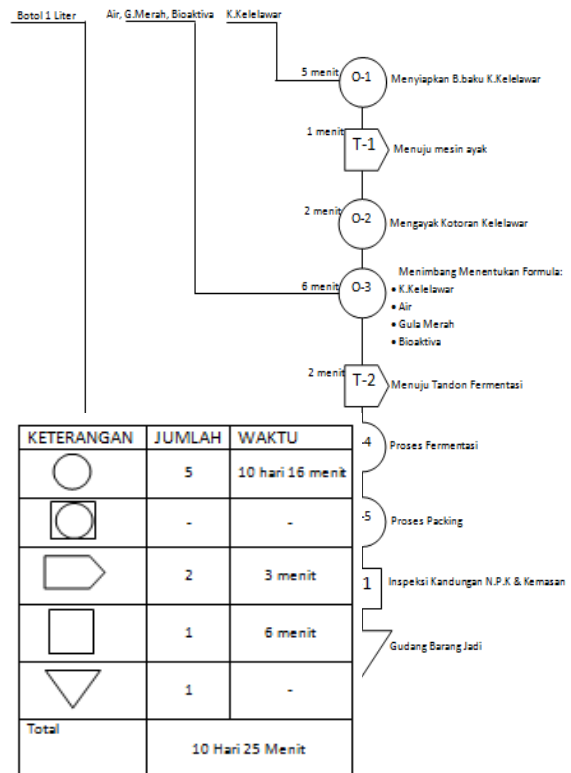 Botol 1 Liter
Air, G.Merah, Bioaktiva
K.Kelelawar
5 menit
O-1
Menyiapkan B.baku K.Kelelawar
1 menit
T-1
Menuju mesin ayak
2 menit
O-2
Mengayak Kotoran Kelelawar
6 menit
O-3
Menimbang Menentukan Formula:
• K.Kelelawar
• Air
• Gula Merah
• Bioaktiva
2 menit
T-2
Menuju Tandon Fermentasi
-4
Proses Fermentasi
-5
Proses Packing
1
Inspeksi Kandungan N.P.K & Kemasan
Gudang Barang Jadi
KETERANGAN JUMLAH WAKTU
5 10 hari 16 menit
- -
2 3 menit
1 6 menit
1 -
Total
10 Hari 25 Menit